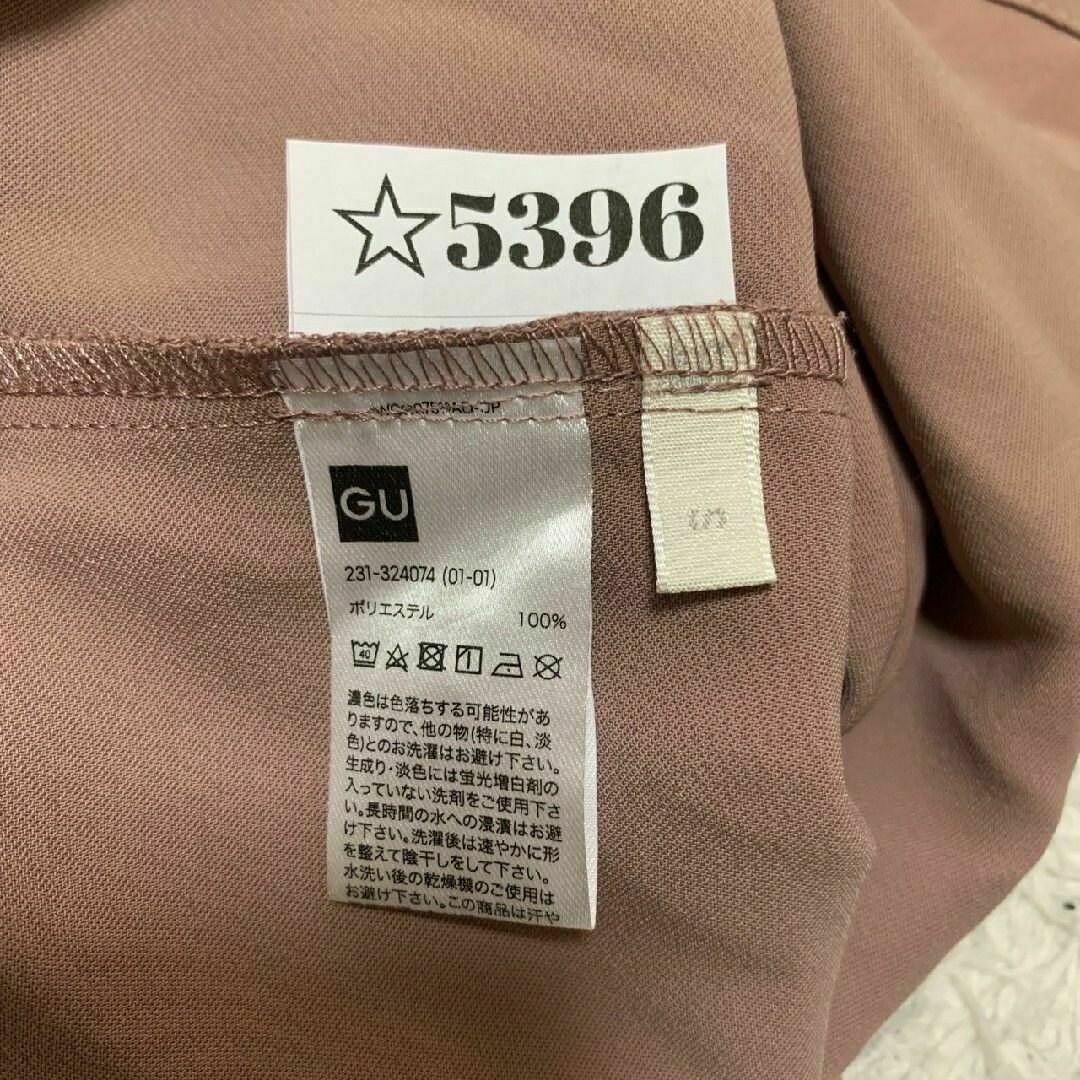 ☆5396
GU
231-324074 (01-01)
ポリエステル 100%
40
濃色は色落ちする可能性があ
りますので、他の物(特に白、淡
色)とのお洗濯はお避け下さい。
生成り・淡色には蛍光増白剤の
入っていない洗剤をご使用下さ
い。長時間の水への浸漬はお避
け下さい。洗濯後は速やかに形
を整えて陰干しをして下さい。
水洗い後の乾燥機のご使用は
お避け下さい。この商品は汗や